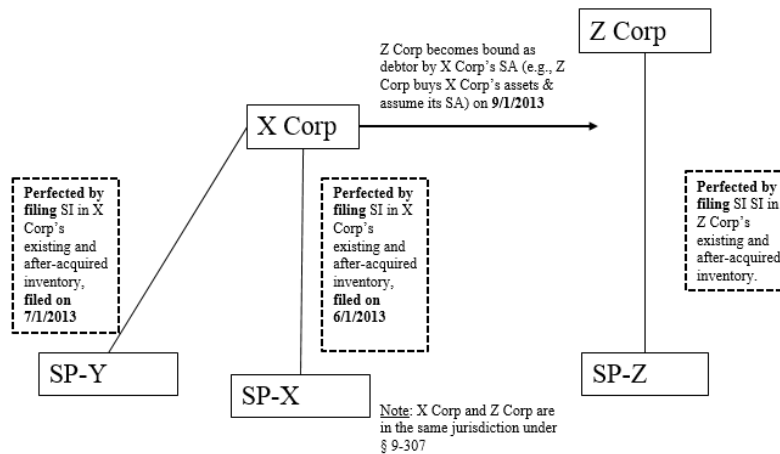 Z Corp
Z Corp becomes bound as
debtor by X Corp’s SA (e.g., Z
Corp buys X Corp’s assets &
assume its SA) on 9/1/2013
X Corp
Perfected by
filing SI in X
Corp’s
existing and
after-acquired
inventory,
filed on
7/1/2013
Perfected by
filing SI in X
Corp’s
existing and
after-acquired
inventory,
filed on
6/1/2013
Perfected by
filing SI SI in
Z Corp’s
existing and
after-acquired
inventory.
SP-Y
SP-X
SP-Z
Note: X Corp and Z Corp are
in the same jurisdiction under
§ 9-307